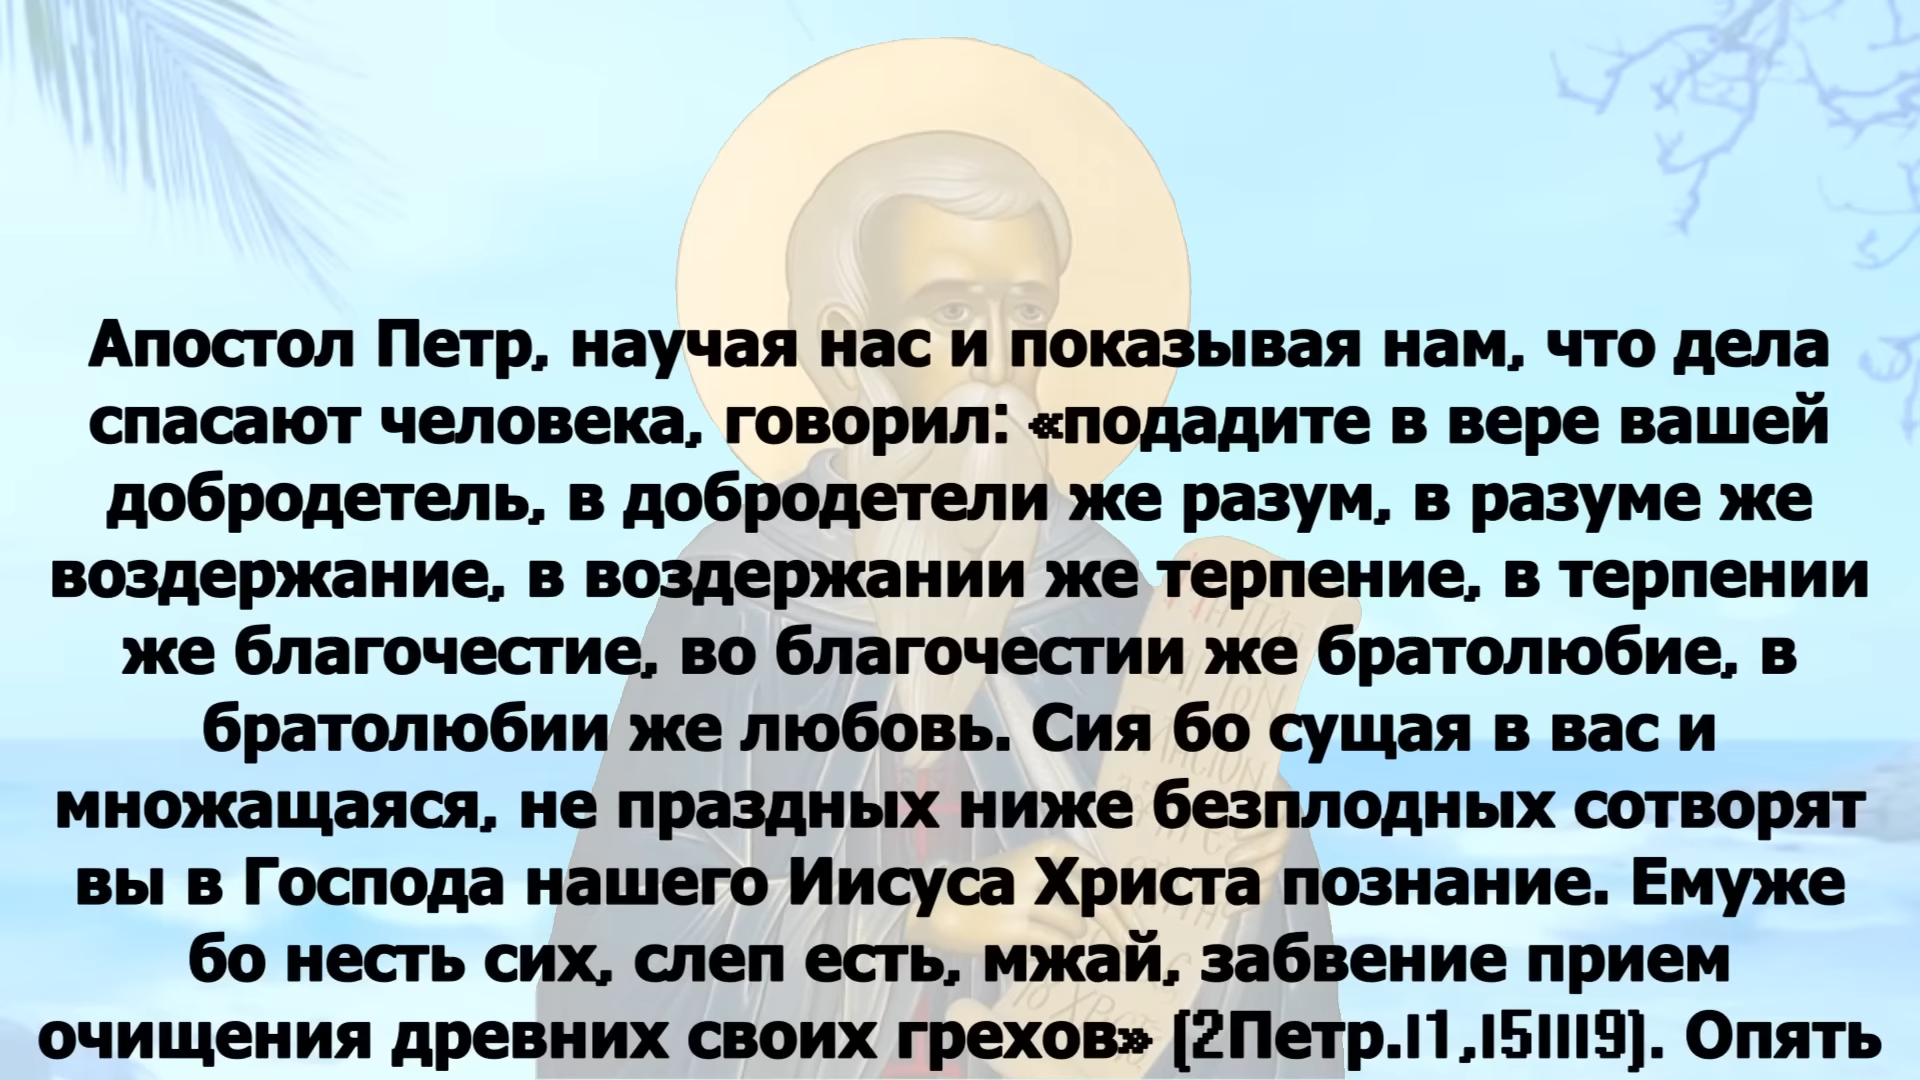 Апостол Петр, научая нас и показывая нам, что дела
спасают человека, говорил: «подадите в вере вашей
добродетель, в добродетели же разум, в разуме же
воздержание, в воздержании же терпение, в терпении
же благочестие, во благочестии же братолюбие, в
братолюбии же любовь. Сия бо сущая в вас и
множащаяся, не праздных ниже безплодных сотворят
вы в Господа нашего Иисуса Христа познание. Емуже
бо несть сих, слеп есть, мжай, забвение прием
очищения древних своих грехов» (2Петр.I1,I5III9). Опять